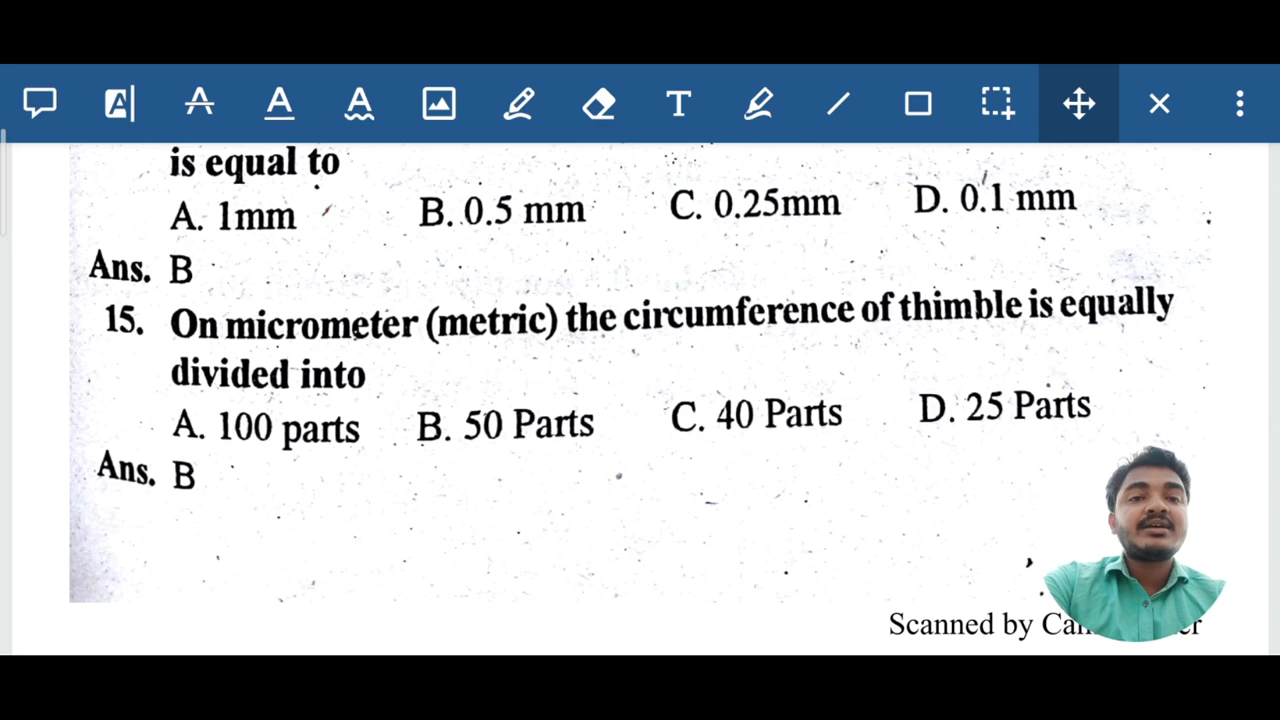 is equal to
A. 1mm B. 0.5 mm C. 0.25mm D. 0.1 mm
Ans. B
15. On micrometer (metric) the circumference of thimble is equally
divided into
A. 100 parts B. 50 Parts C. 40 Parts D. 25 Parts
Ans. B
Scanned by